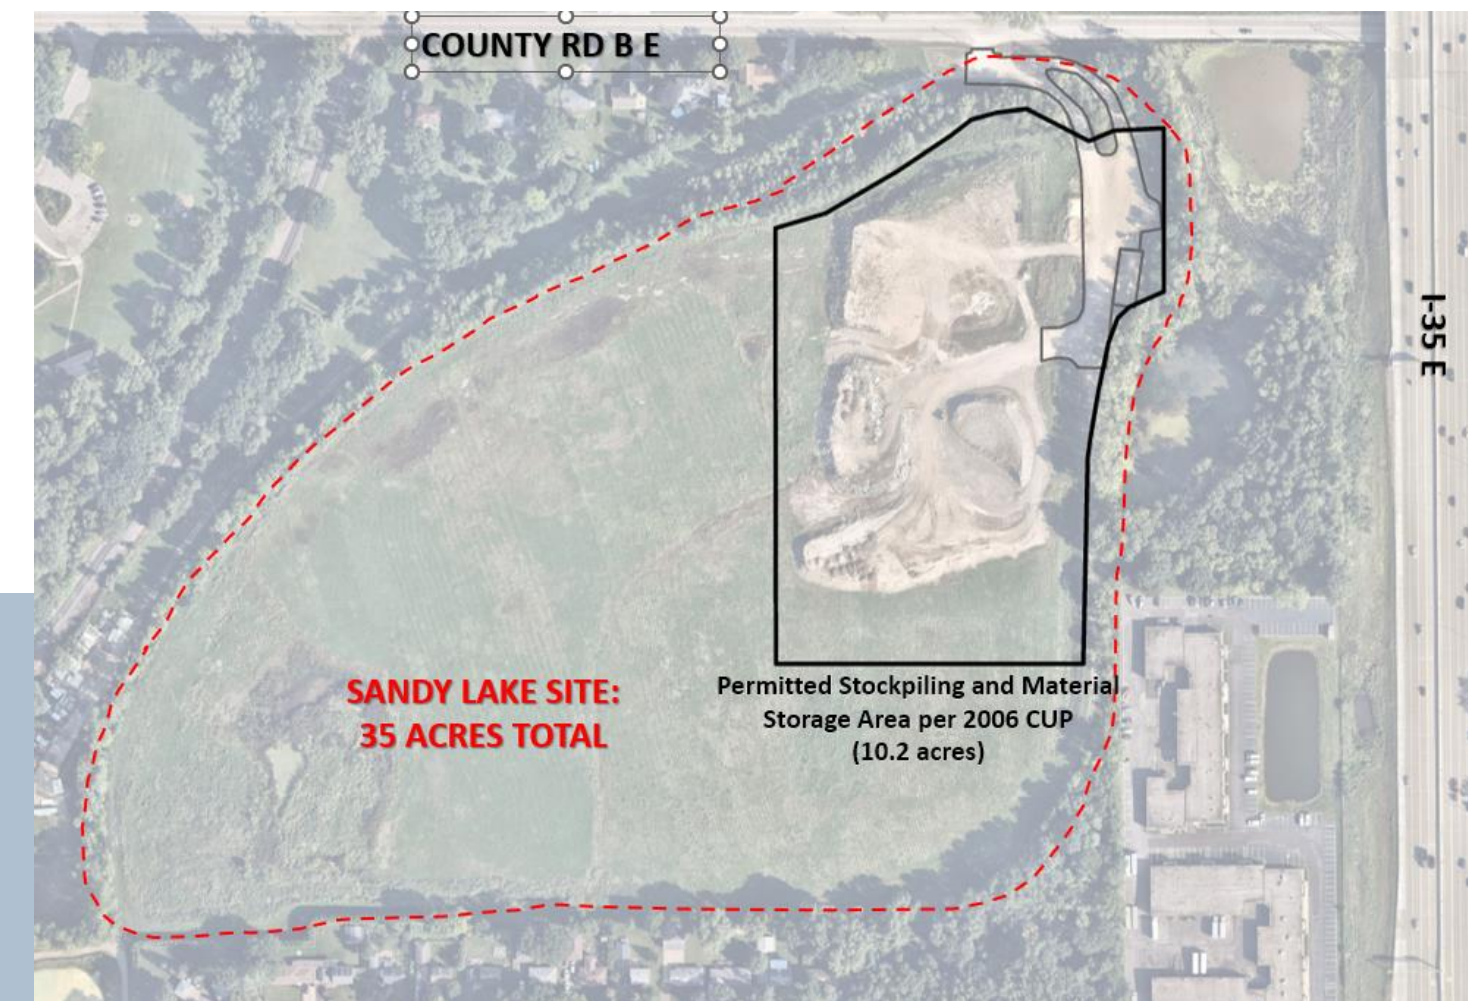 COUNTY RD B E
I-35 E
SANDY LAKE SITE:
35 ACRES TOTAL
Permitted Stockpiling and Material
Storage Area per 2006 CUP
(10.2 acres)